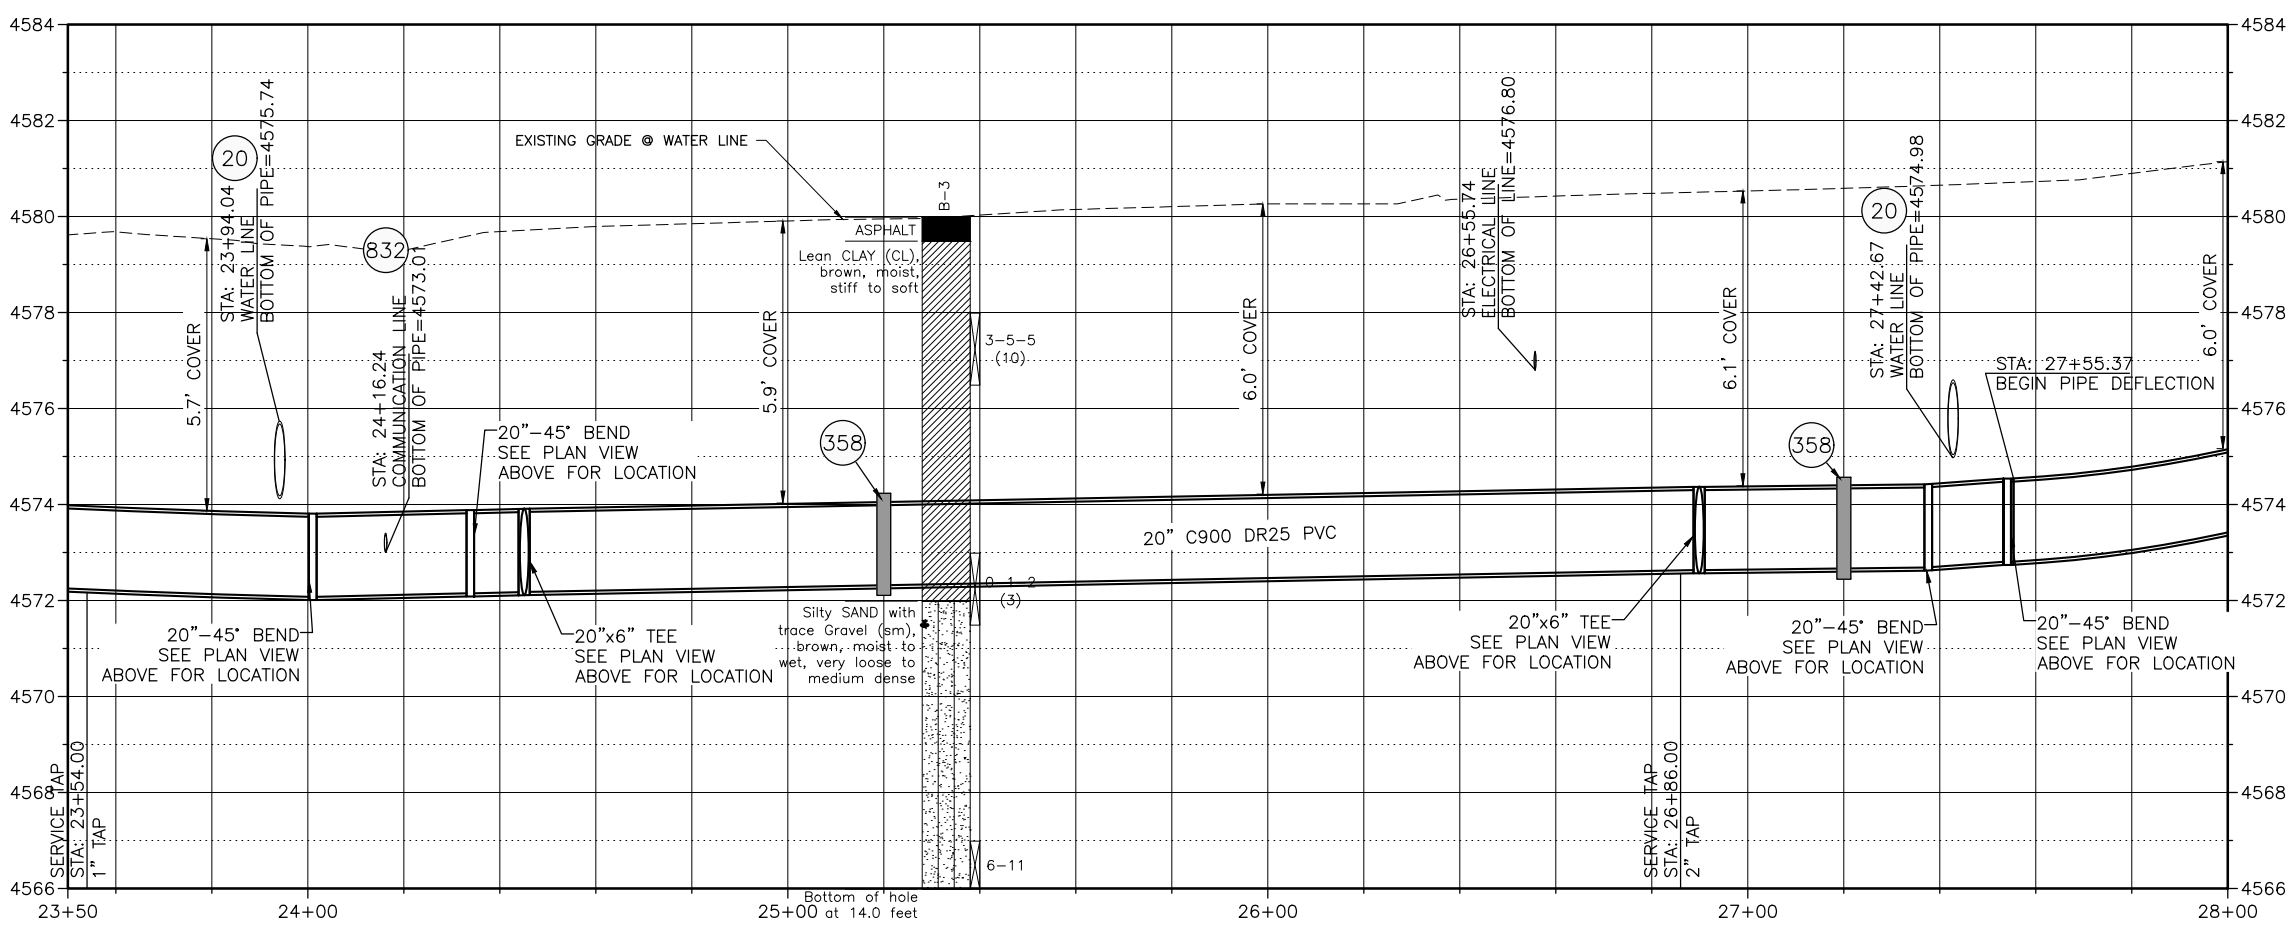 4584
4582
4580
4578
4576
4574
4572
4570
4568
4566
4584
4582
4580
4578
4576
4574
4572
4570
4568
4566
20
STA: 23+94.04
WATER LINE
BOTTOM OF PIPE=4575.74
832
STA: 24+16.24
COMMUNICATION LINE
BOTTOM OF PIPE=4573.01
5.7' COVER
EXISTING GRADE @ WATER LINE
20"-45° BEND
SEE PLAN VIEW
ABOVE FOR LOCATION
5.9' COVER
358
B-3
ASPHALT
Lean CLAY (CL),
brown, moist,
stiff to soft
3-5-5
(10)
0-1-2
(3)
6-11
Silty SAND with
trace Gravel (sm),
brown, moist to
wet, very loose to
medium dense
Bottom of hole
at 14.0 feet
6.0' COVER
20" C900 DR25 PVC
STA: 26+55.74
ELECTRICAL LINE
BOTTOM OF LINE=4576.80
6.1' COVER
358
20
STA: 27+42.67
WATER LINE
BOTTOM OF PIPE=4574.98
STA: 27+55.37
BEGIN PIPE DEFLECTION
6.0' COVER
20"-45° BEND
SEE PLAN VIEW
ABOVE FOR LOCATION
20"x6" TEE
SEE PLAN VIEW
ABOVE FOR LOCATION
20"x6" TEE
SEE PLAN VIEW
ABOVE FOR LOCATION
20"-45° BEND
SEE PLAN VIEW
ABOVE FOR LOCATION
20"-45° BEND
SEE PLAN VIEW
ABOVE FOR LOCATION
SERVICE TAP
STA: 23+54.00
1" TAP
SERVICE TAP
STA: 26+86.00
2" TAP
23+50
24+00
25+00
26+00
27+00
28+00